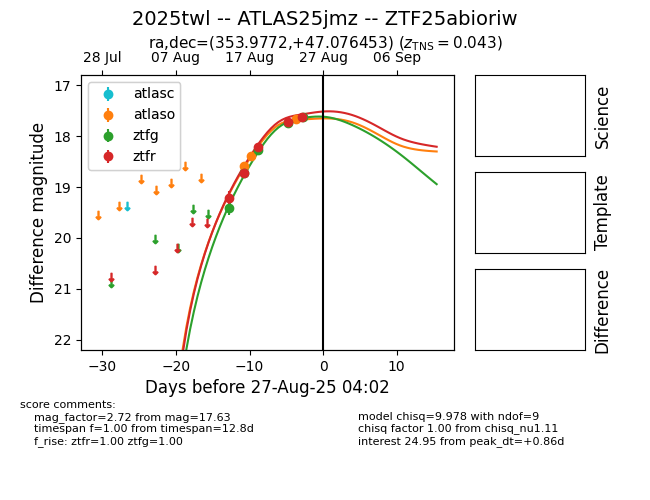 2025twl -- ATLAS25jmz -- ZTF25abioriw
ra,dec=(353.9772,+47.076453) (zTNS = 0.043)
28 Jul 07 Aug 17 Aug 27 Aug 06 Sep
17
18
19
20
21
22
Difference magnitude
atlasc
atlaso
ztfg
ztfr
−30 −20 −10 0 10
Days before 27-Aug-25 04:02
Science
Template
Difference
score comments:
mag_factor=2.72 from mag=17.63
timespan f=1.00 from timespan=12.8d
f_rise: ztfr=1.00 ztfg=1.00
model chisq=9.978 with ndof=9
chisq factor 1.00 from chisq_nu1.11
interest 24.95 from peak_dt=+0.86d